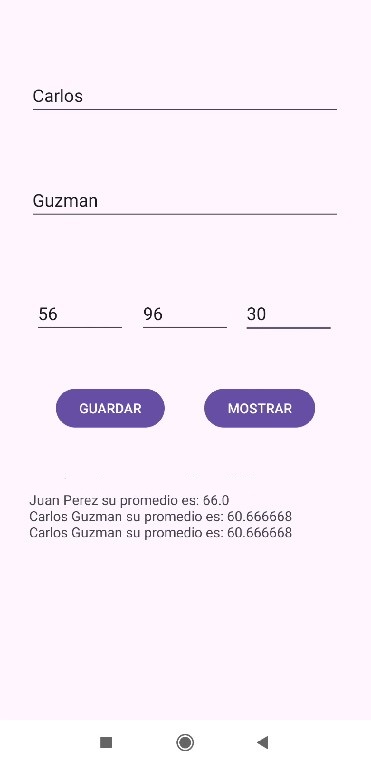 Carlos
Guzman
56 96 30
GUARDAR MOSTRAR
Juan Perez su promedio es: 66.0
Carlos Guzman su promedio es: 60.666668
Carlos Guzman su promedio es: 60.666668